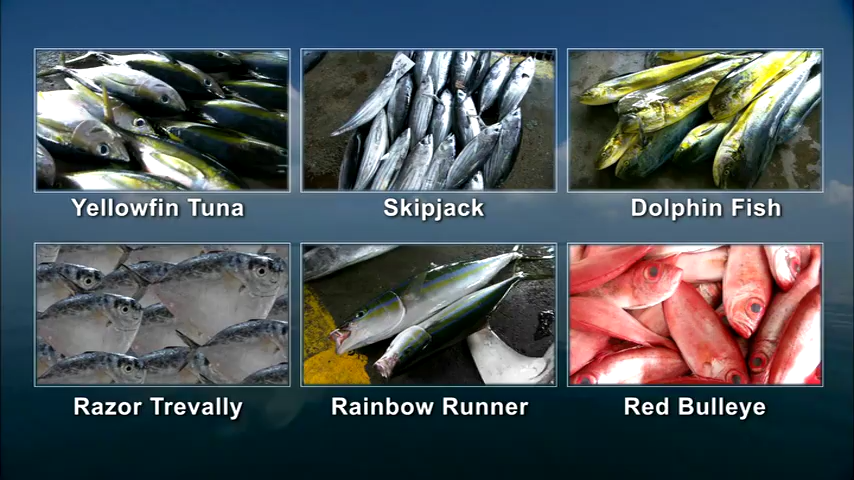 Yellowfin Tuna
Skipjack
Dolphin Fish
Razor Trevally
Rainbow Runner
Red Bulleye